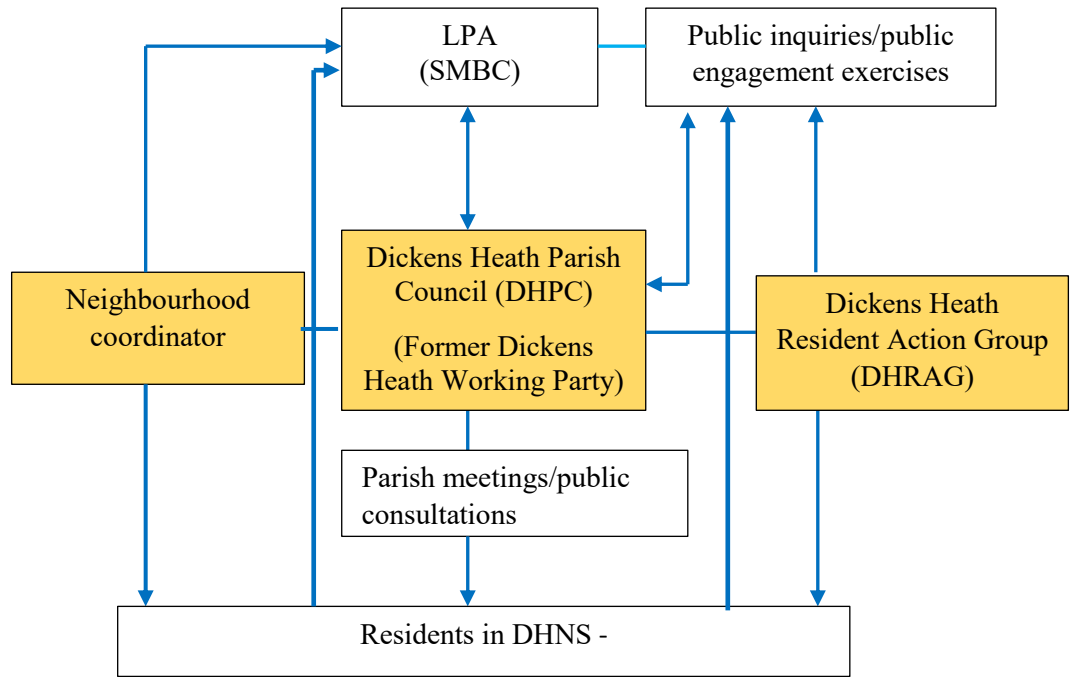 LPA
(SMBC)
Public inquiries/public
engagement exercises
Neighbourhood
coordinator
Dickens Heath Parish
Council (DHPC)
(Former Dickens
Heath Working Party)
Dickens Heath
Resident Action Group
(DHRAG)
Parish meetings/public
consultations
Residents in DHNS -